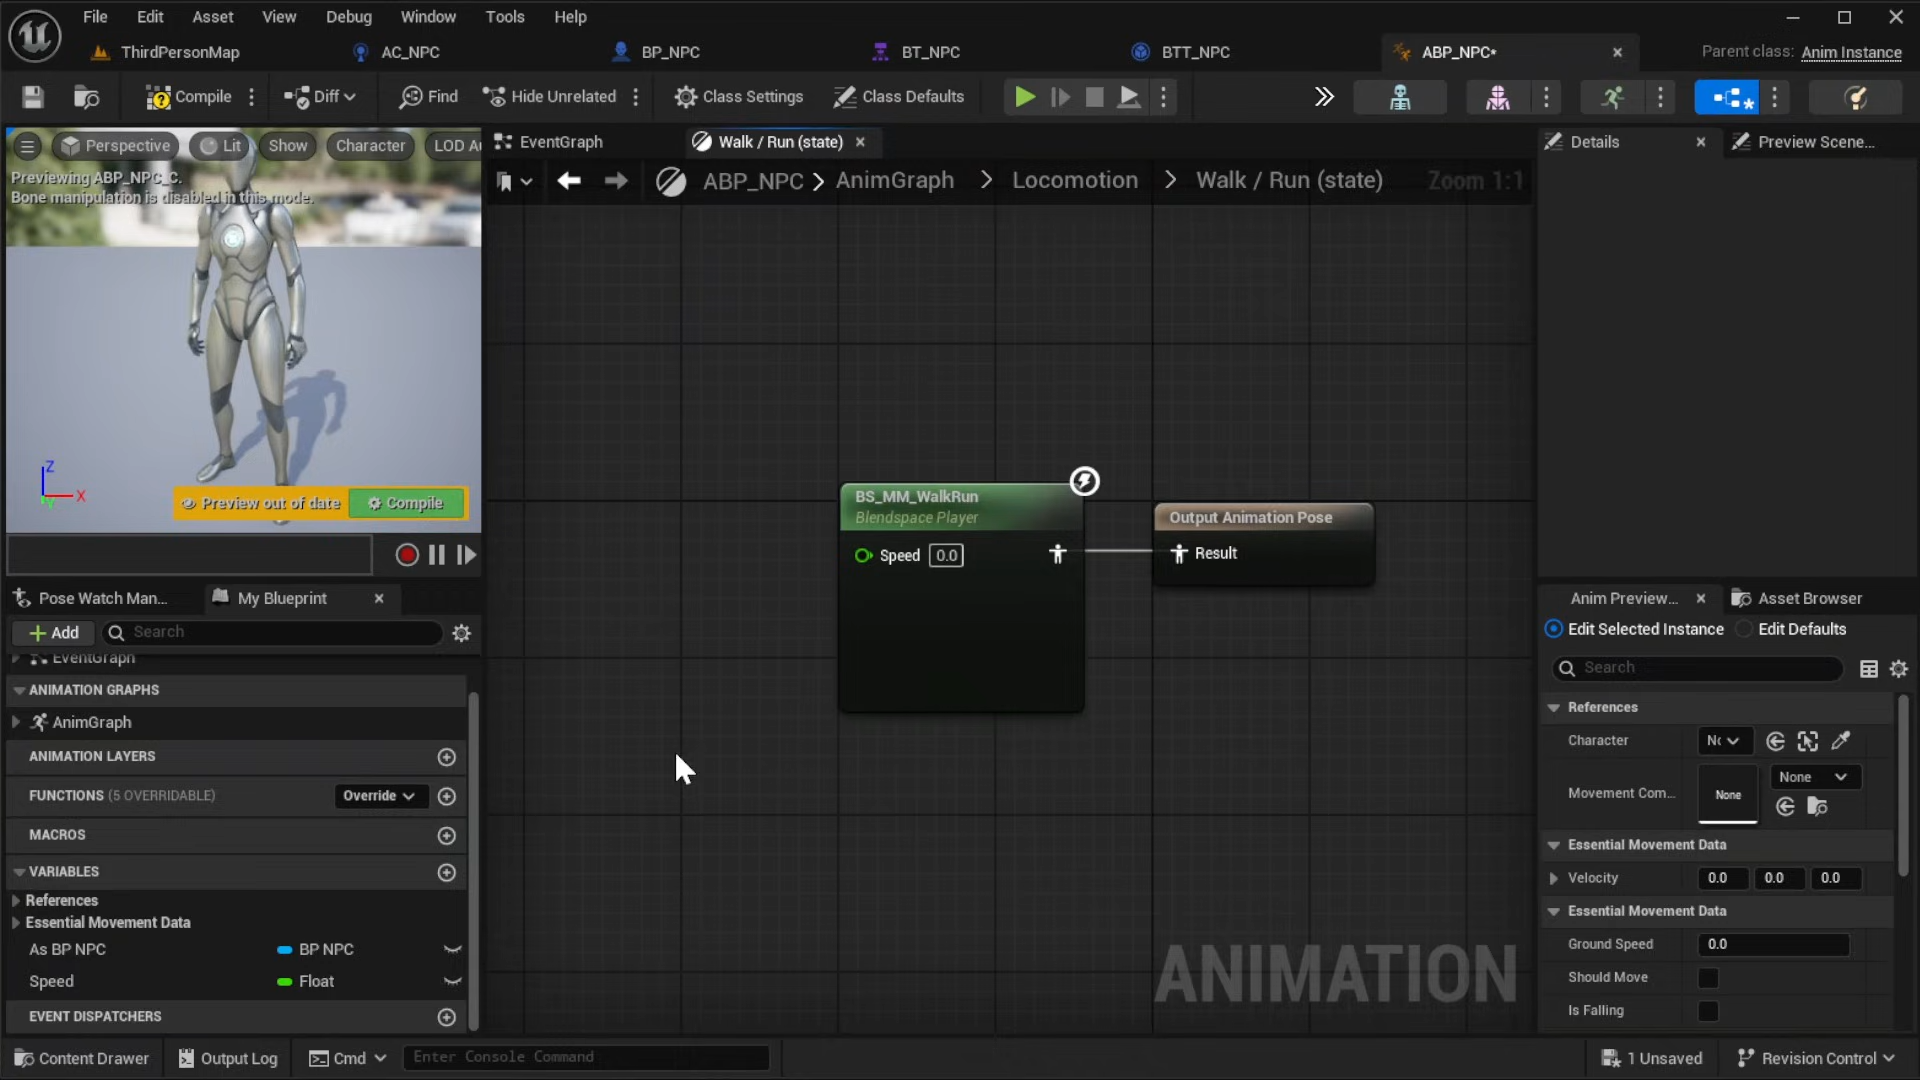 File Edit Asset View Debug Window Tools Help
ThirdPersonMap AC_NPC BP_NPC BT_NPC BTT_NPC ABP_NPC* Parent class: Anim Instance
Compile Diff Find Hide Unrelated Class Settings Class Defaults
Perspective Lit Show Character LOD Au
EventGraph Walk / Run (state) Details Preview Scene...
Previewing ABP_NPC_C.
Bone manipulation is disabled in this mode.
ABP_NPC > AnimGraph > Locomotion > Walk / Run (state) Zoom 1:1
Z
X
Y
Preview out of date Compile
BS_MM_WalkRun
Blendspace Player
Speed 0.0
Output Animation Pose
Result
Pose Watch Man... My Blueprint
Add Search
EventGraph
ANIMATION GRAPHS
AnimGraph
ANIMATION LAYERS
FUNCTIONS (5 OVERRIDABLE) Override
MACROS
VARIABLES
References
Essential Movement Data
As BP NPC BP NPC
Speed Float
EVENT DISPATCHERS
ANIMATION
Anim Preview... Asset Browser
Edit Selected Instance Edit Defaults
Search
References
Character
Movement Com... None None
Essential Movement Data
Velocity 0.0 0.0 0.0
Essential Movement Data
Ground Speed 0.0
Should Move
Is Falling
Content Drawer Output Log Cmd Enter Console Command 1 Unsaved Revision Control